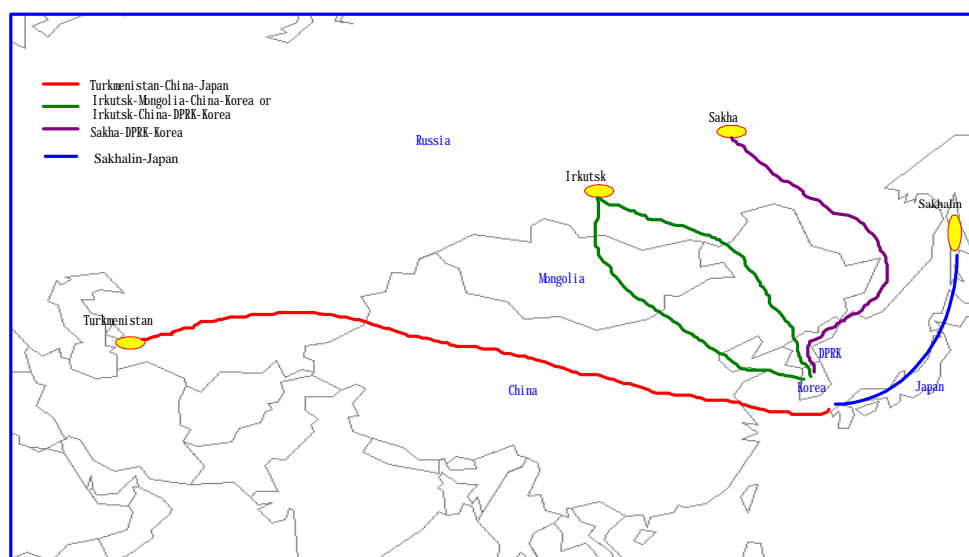 Turkmenistan-China-Japan
Irkutsk-Mongolia-China-Korea or
Irkutsk-China-DPRK-Korea
Sakha-DPRK-Korea
Sakhalin-Japan
Sakha
Russia
Irkutsk
Sakhalin
Mongolia
Turkmenistan
DPRK
China
Korea
Japan